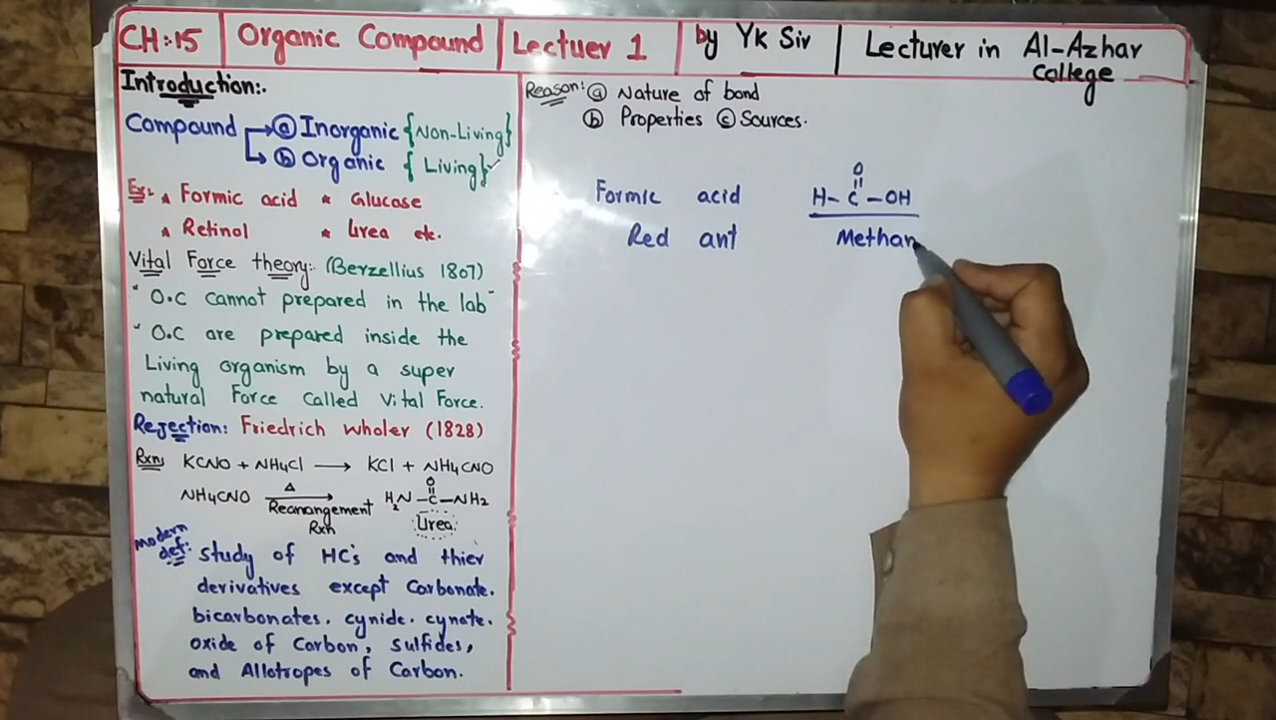 CH:15 Organic Compound Lectuer 1 by Yk Sir Lecturer in Al-Azhar College
Introduction:.
Compound → ⓐ Inorganic {Non-Living}
↳ ⓑ Organic { Living}
Ex: * Formic acid * Glucose
* Retinol * Urea etc.
Vital Force theory: (Berzellius 1807)
" O.C cannot prepared in the lab"
" O.C are prepared inside the
Living organism by a super
natural Force called Vital Force.
Rejection: Friedrich Wholer (1828)
Rxn: KCNO + NH4Cl → KCl + NH4CNO
O
NH4CNO Δ → H2N - C - NH2
Rearrangement Rxn Urea
modern def: Study of HC's and thier
derivatives except Carbonate.
bicarbonates. cynide. cynate.
oxide of Carbon, sulfides,
and Allotropes of Carbon.
Reason: ⓐ Nature of bond
ⓑ Properties ⓒ Sources.
O
Formic acid H - C - OH
Red ant Methan